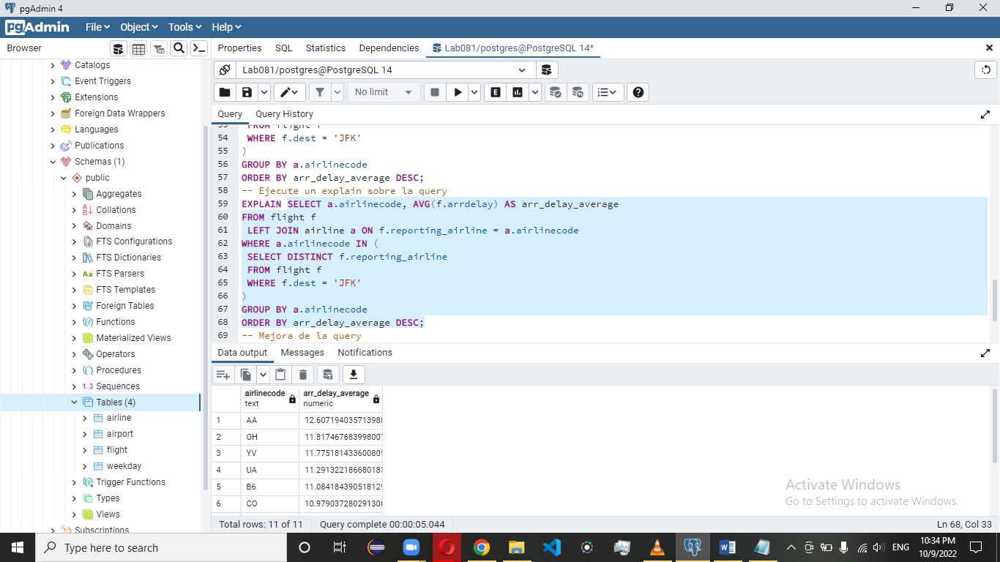 pgAdmin 4
pgAdmin File Object Tools Help
Browser
Properties SQL Statistics Dependencies Lab081/postgres@PostgreSQL 14*
Catalogs
Event Triggers
Extensions
Foreign Data Wrappers
Languages
Publications
Schemas (1)
public
Aggregates
Collations
Domains
FTS Configurations
FTS Dictionaries
FTS Parsers
FTS Templates
Foreign Tables
Functions
Materialized Views
Operators
Procedures
Sequences
Tables (4)
airline
airport
flight
weekday
Trigger Functions
Types
Views
Subscriptions
Lab081/postgres@PostgreSQL 14
No limit
Query Query History
53 FROM flight f
54 WHERE f.dest = 'JFK'
55 )
56 GROUP BY a.airlinecode
57 ORDER BY arr_delay_average DESC;
58 -- Ejecute un explain sobre la query
59 EXPLAIN SELECT a.airlinecode, AVG(f.arrdelay) AS arr_delay_average
60 FROM flight f
61 LEFT JOIN airline a ON f.reporting_airline = a.airlinecode
62 WHERE a.airlinecode IN (
63 SELECT DISTINCT f.reporting_airline
64 FROM flight f
65 WHERE f.dest = 'JFK'
66 )
67 GROUP BY a.airlinecode
68 ORDER BY arr_delay_average DESC;
69 -- Mejora de la query
Data output Messages Notifications
airlinecode arr_delay_average
text numeric
1 AA 12.60719403571398
2 OH 11.81746768399800
3 YV 11.77518143360080
4 UA 11.29132218668018
5 B6 11.08418439051812
6 CO 10.97903728029130
Activate Windows
Go to Settings to activate Windows.
Total rows: 11 of 11 Query complete 00:00:05.044 Ln 68, Col 33
Type here to search
ENG
10:34 PM
10/9/2022